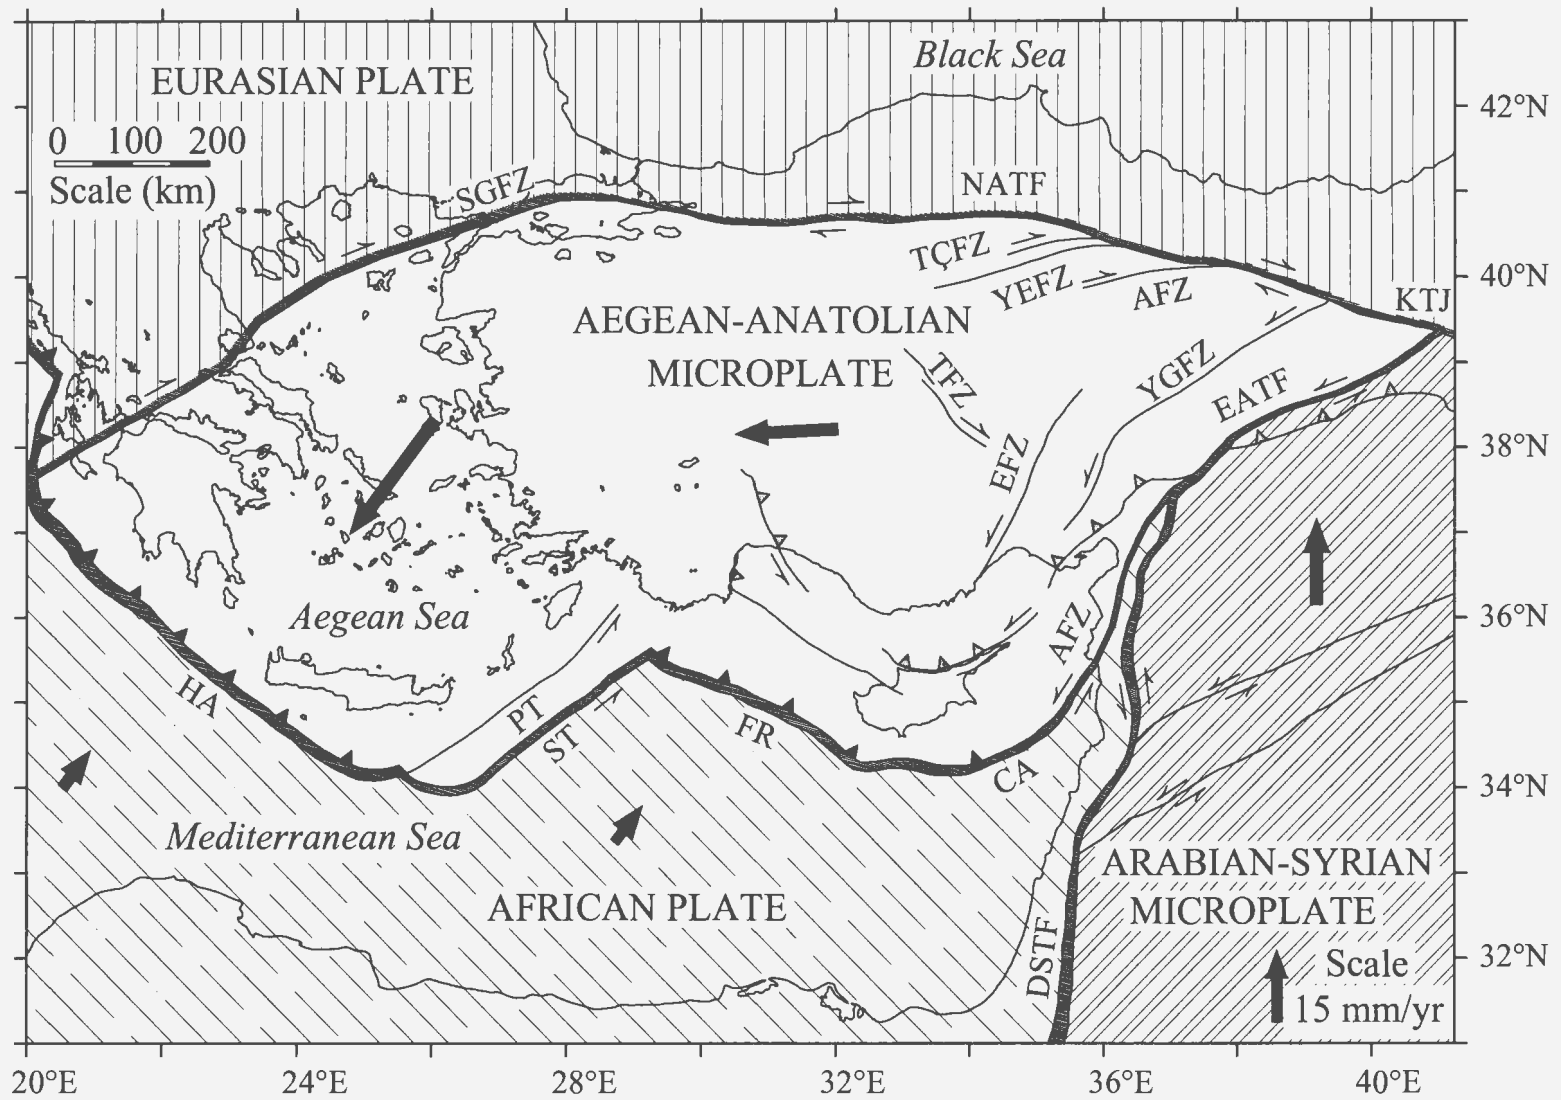 Black Sea
EURASIAN PLATE
42°N
0 100 200
Scale (km)
SGFZ
NATF
TÇFZ
40°N
YEFZ
AFZ
KTJ
AEGEAN-ANATOLIAN
MICROPLATE
TFZ
YGFZ
EATF
38°N
EFZ
Aegean Sea
36°N
AFZ
HA
PT
ST
FR
CA
34°N
Mediterranean Sea
ARABIAN-SYRIAN
MICROPLATE
AFRICAN PLATE
DSTF
32°N
Scale
15 mm/yr
20°E 24°E 28°E 32°E 36°E 40°E